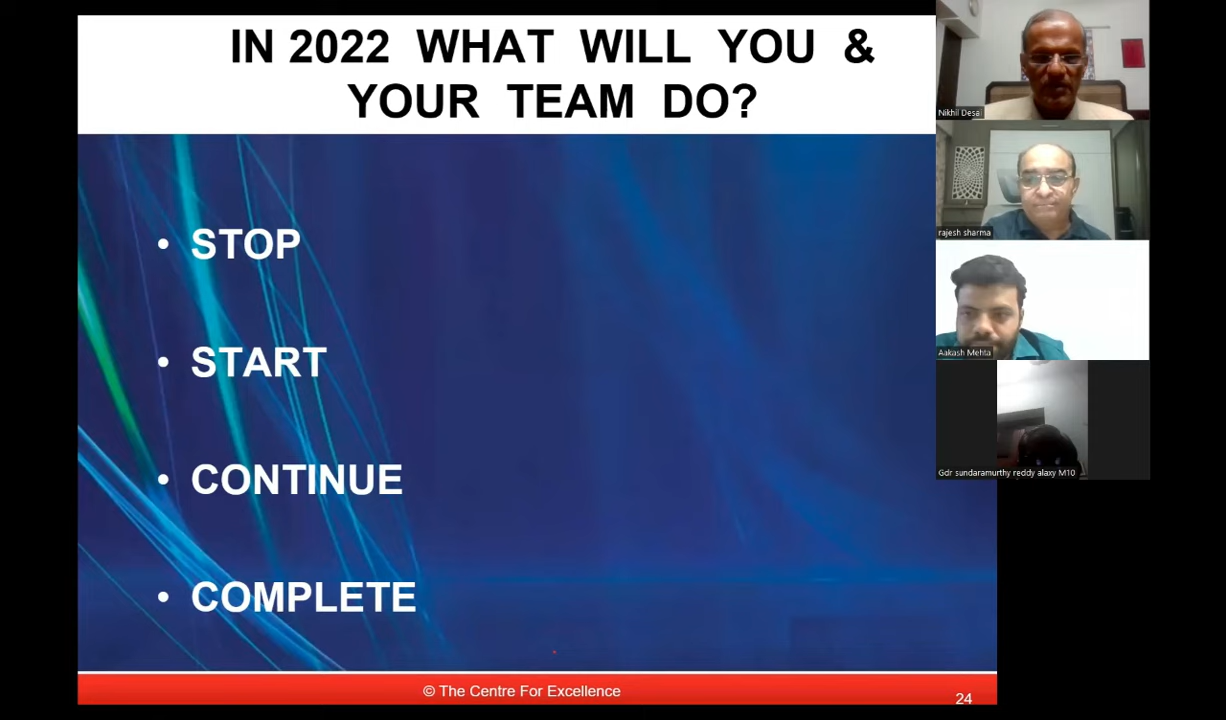 IN 2022 WHAT WILL YOU &
YOUR TEAM DO?
• STOP
• START
• CONTINUE
• COMPLETE
© The Centre For Excellence
24
Nikhil Desai
rajesh sharma
Aakash Mehta
Gdr sundaramurthy reddy alaxy M10